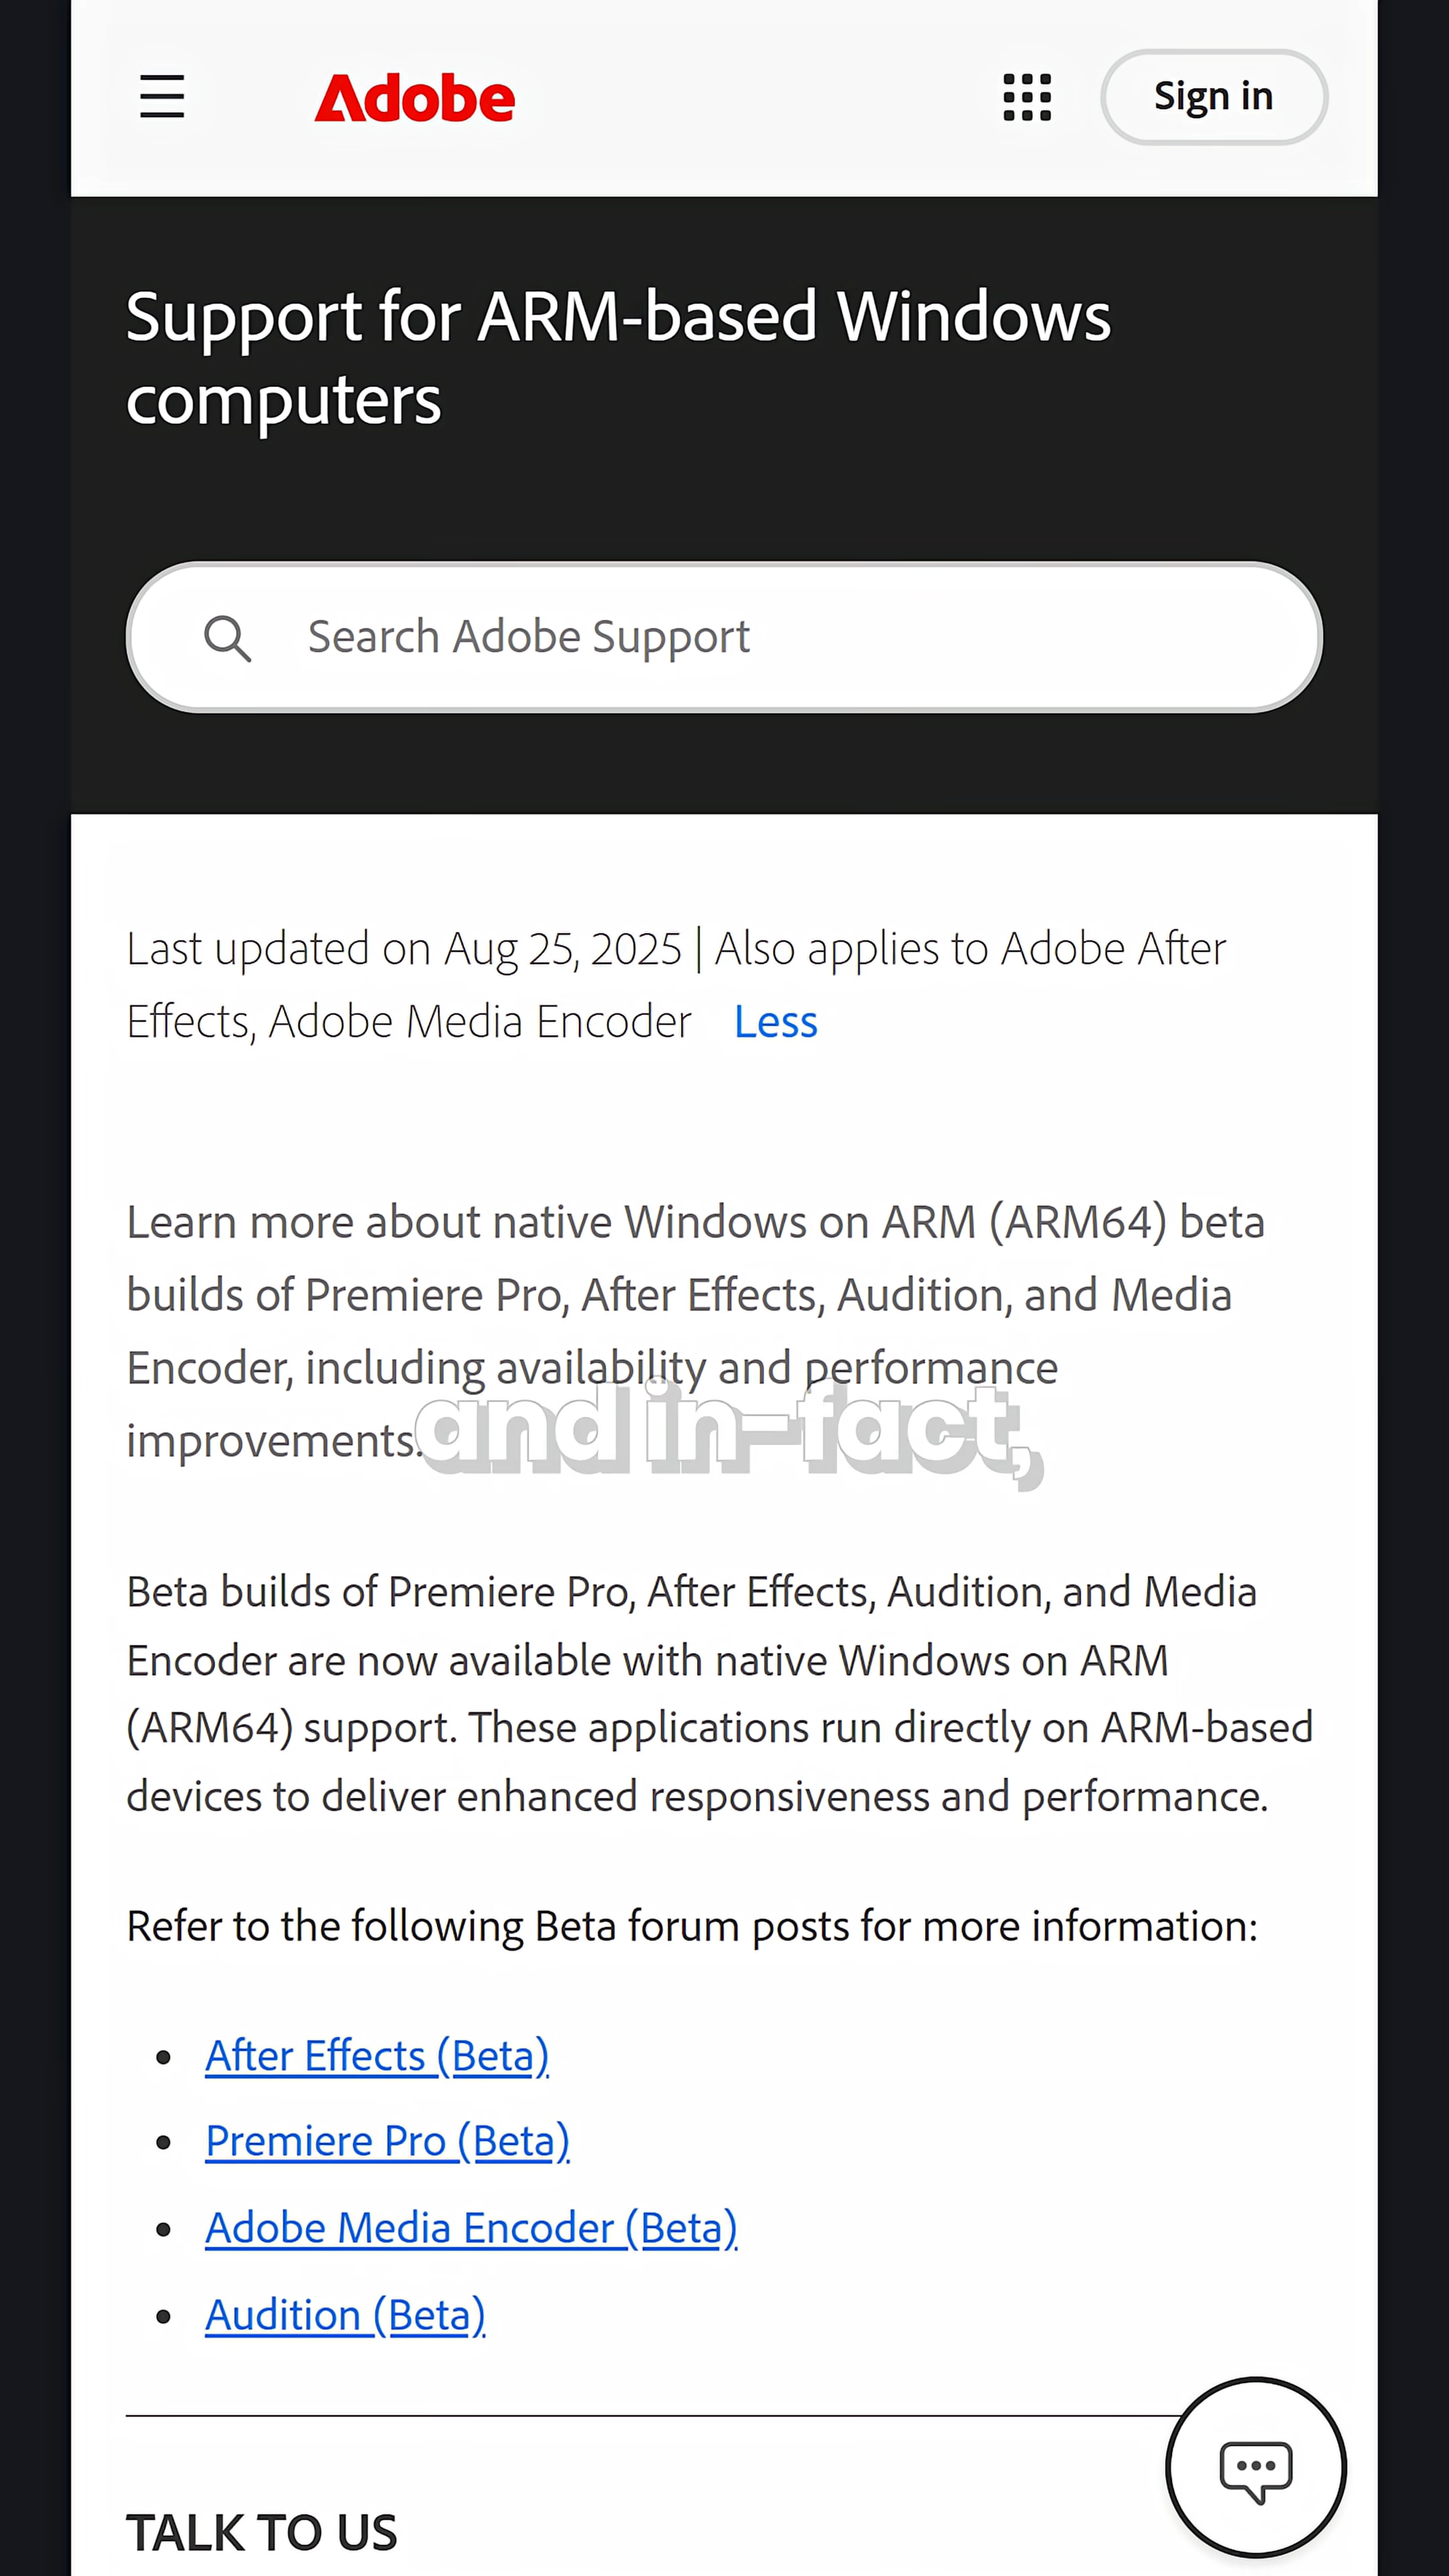 Adobe
Sign in
Support for ARM-based Windows
computers
Search Adobe Support
Last updated on Aug 25, 2025 | Also applies to Adobe After
Effects, Adobe Media Encoder Less
Learn more about native Windows on ARM (ARM64) beta
builds of Premiere Pro, After Effects, Audition, and Media
Encoder, including availability and performance
improvements.
and in-fact,
Beta builds of Premiere Pro, After Effects, Audition, and Media
Encoder are now available with native Windows on ARM
(ARM64) support. These applications run directly on ARM-based
devices to deliver enhanced responsiveness and performance.
Refer to the following Beta forum posts for more information:
• After Effects (Beta)
• Premiere Pro (Beta)
• Adobe Media Encoder (Beta)
• Audition (Beta)
TALK TO US